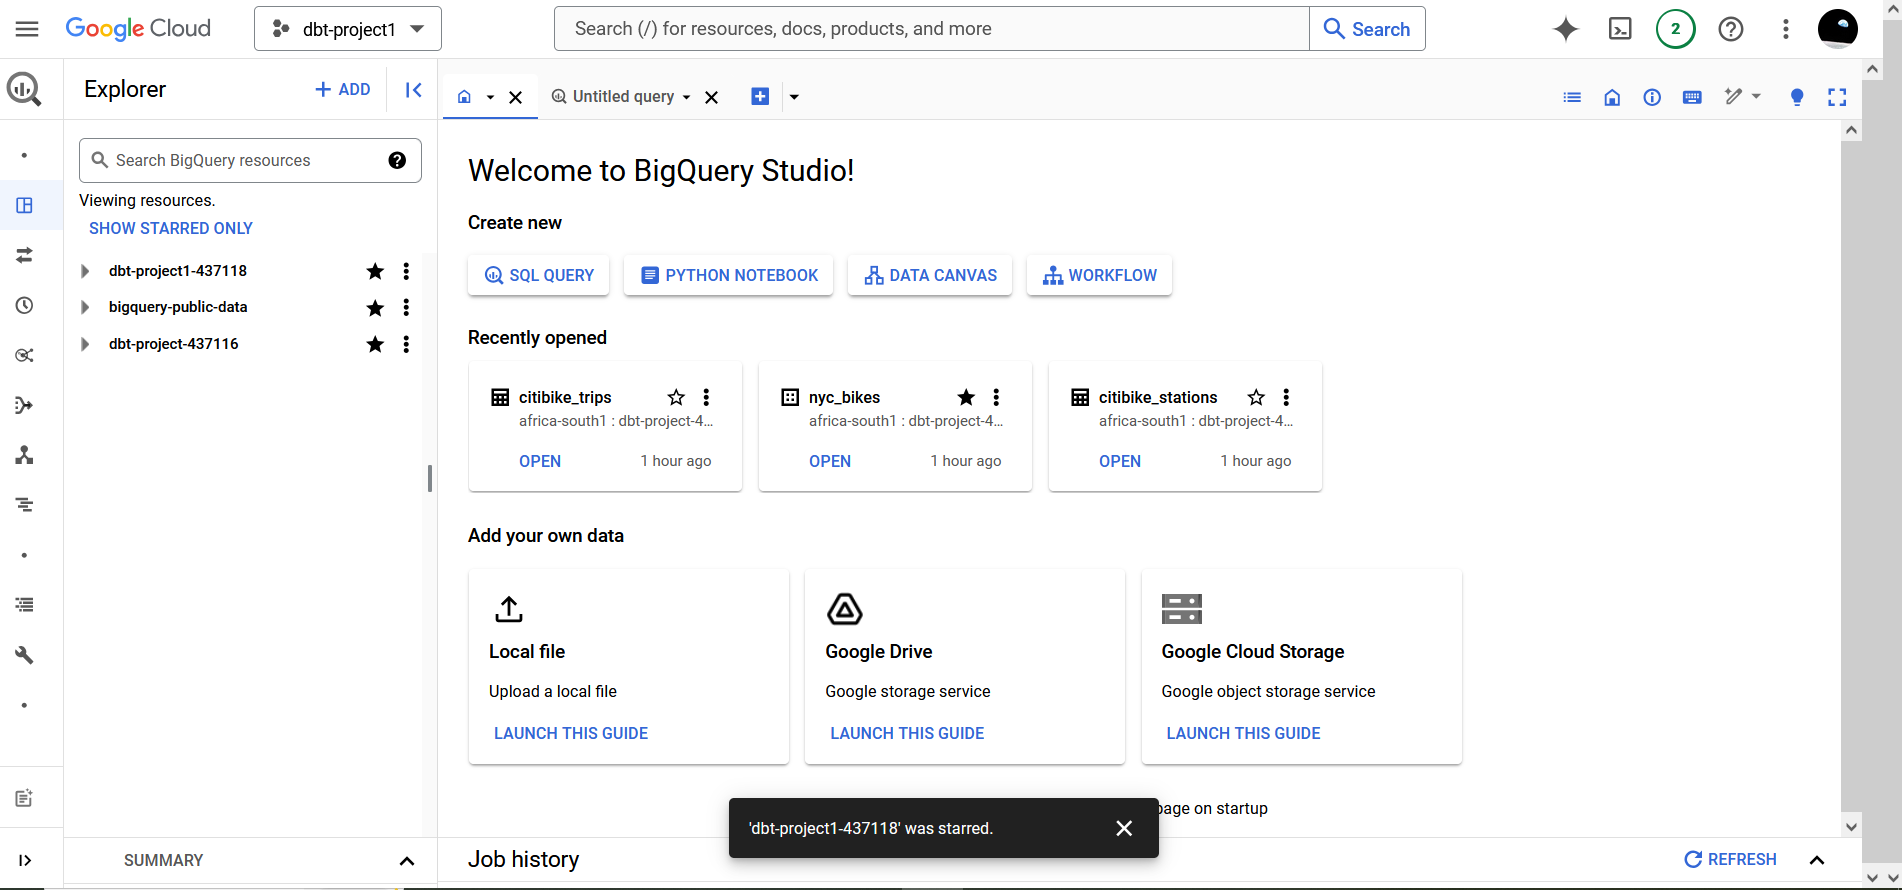 Google Cloud
dbt-project1
Search (/) for resources, docs, products, and more
Search
2
Explorer
ADD
Untitled query
Search BigQuery resources
Viewing resources.
SHOW STARRED ONLY
dbt-project1-437118
bigquery-public-data
dbt-project-437116
Welcome to BigQuery Studio!
Create new
SQL QUERY
PYTHON NOTEBOOK
DATA CANVAS
WORKFLOW
Recently opened
citibike_trips
africa-south1 : dbt-project-4...
OPEN
1 hour ago
nyc_bikes
africa-south1 : dbt-project-4...
OPEN
1 hour ago
citibike_stations
africa-south1 : dbt-project-4...
OPEN
1 hour ago
Add your own data
Local file
Upload a local file
LAUNCH THIS GUIDE
Google Drive
Google storage service
LAUNCH THIS GUIDE
Google Cloud Storage
Google object storage service
LAUNCH THIS GUIDE
page on startup
'dbt-project1-437118' was starred.
SUMMARY
Job history
REFRESH